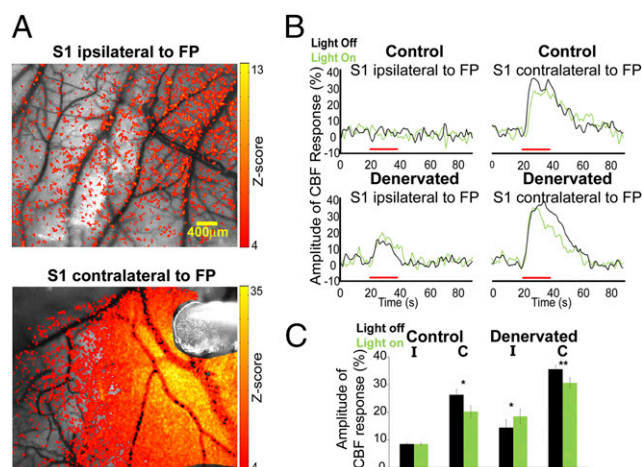 A
S1 ipsilateral to FP
13
Z-score
4
400μm
S1 contralateral to FP
35
Z-score
4
B
Light Off
Light On
Control
S1 ipsilateral to FP
Control
S1 contralateral to FP
Amplitude of CBF Response (%)
40
30
20
10
0
-10
Denervated
S1 ipsilateral to FP
Denervated
S1 contralateral to FP
40
30
20
10
0
-10
0 20 40 60 80
Time (s)
0 20 40 60 80
Time (s)
C
Light off
Light on
Control
Denervated
I C I C
Amplitude of
CBF response (%)
40
30
20
10
0
* * **